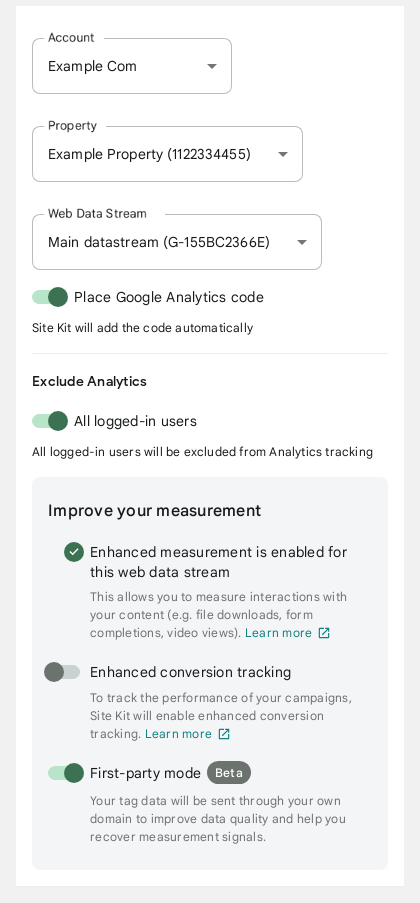 Account
Example Com
Property
Example Property (1122334455)
Web Data Stream
Main datastream (G-155BC2366E)
Place Google Analytics code
Site Kit will add the code automatically
Exclude Analytics
All logged-in users
All logged-in users will be excluded from Analytics tracking
Improve your measurement
Enhanced measurement is enabled for
this web data stream
This allows you to measure interactions with
your content (e.g. file downloads, form
completions, video views). Learn more
Enhanced conversion tracking
To track the performance of your campaigns,
Site Kit will enable enhanced conversion
tracking. Learn more
First-party mode Beta
Your tag data will be sent through your own
domain to improve data quality and help you
recover measurement signals.